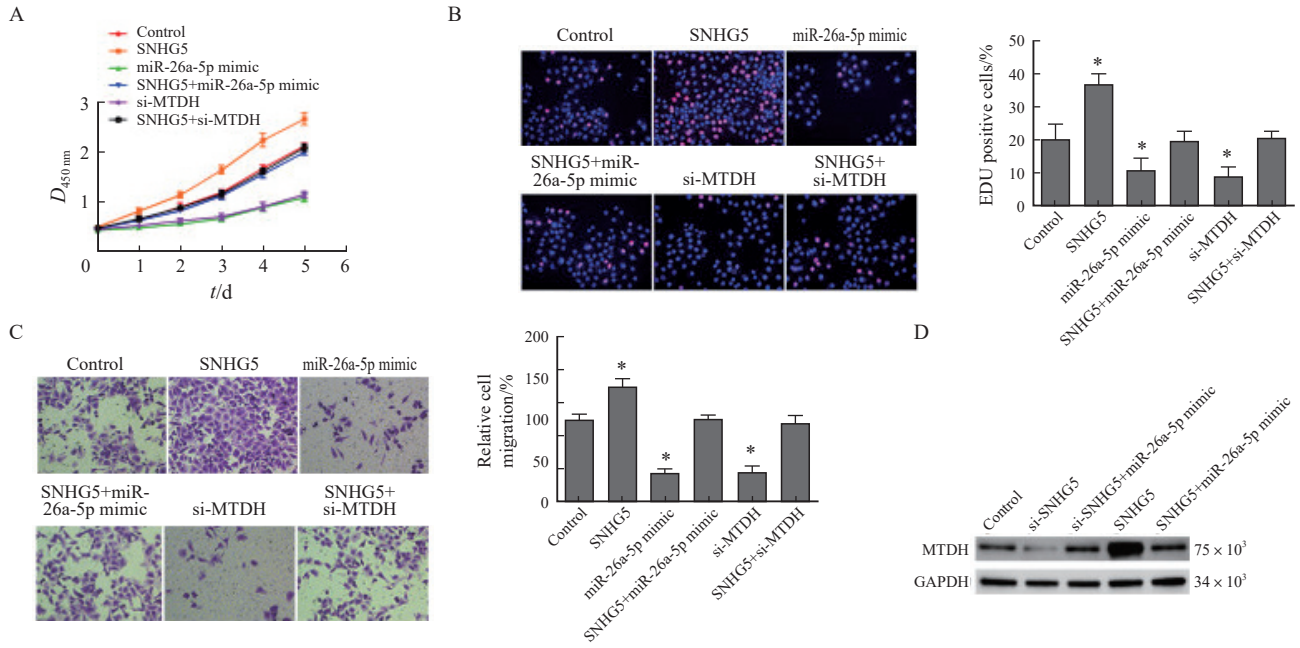 A
Control
SNHG5
miR-26a-5p mimic
SNHG5+miR-26a-5p mimic
si-MTDH
SNHG5+si-MTDH
D450 nm
3
2
1
0
1
2
3
4
5
6
t/d
B
Control
SNHG5
miR-26a-5p mimic
SNHG5+miR-
26a-5p mimic
si-MTDH
SNHG5+
si-MTDH
EDU positive cells/%
50
40
30
20
10
0
*
*
*
Control
SNHG5
miR-26a-5p mimic
SNHG5+miR-26a-5p mimic
si-MTDH
SNHG5+si-MTDH
C
Control
SNHG5
miR-26a-5p mimic
SNHG5+miR-
26a-5p mimic
si-MTDH
SNHG5+
si-MTDH
Relative cell
migration/%
200
150
100
50
0
*
*
*
Control
SNHG5
miR-26a-5p mimic
SNHG5+miR-26a-5p mimic
si-MTDH
SNHG5+si-MTDH
D
Control
si-SNHG5
si-SNHG5+miR-26a-5p mimic
SNHG5
SNHG5+miR-26a-5p mimic
MTDH
75 × 10³
GAPDH
34 × 10³